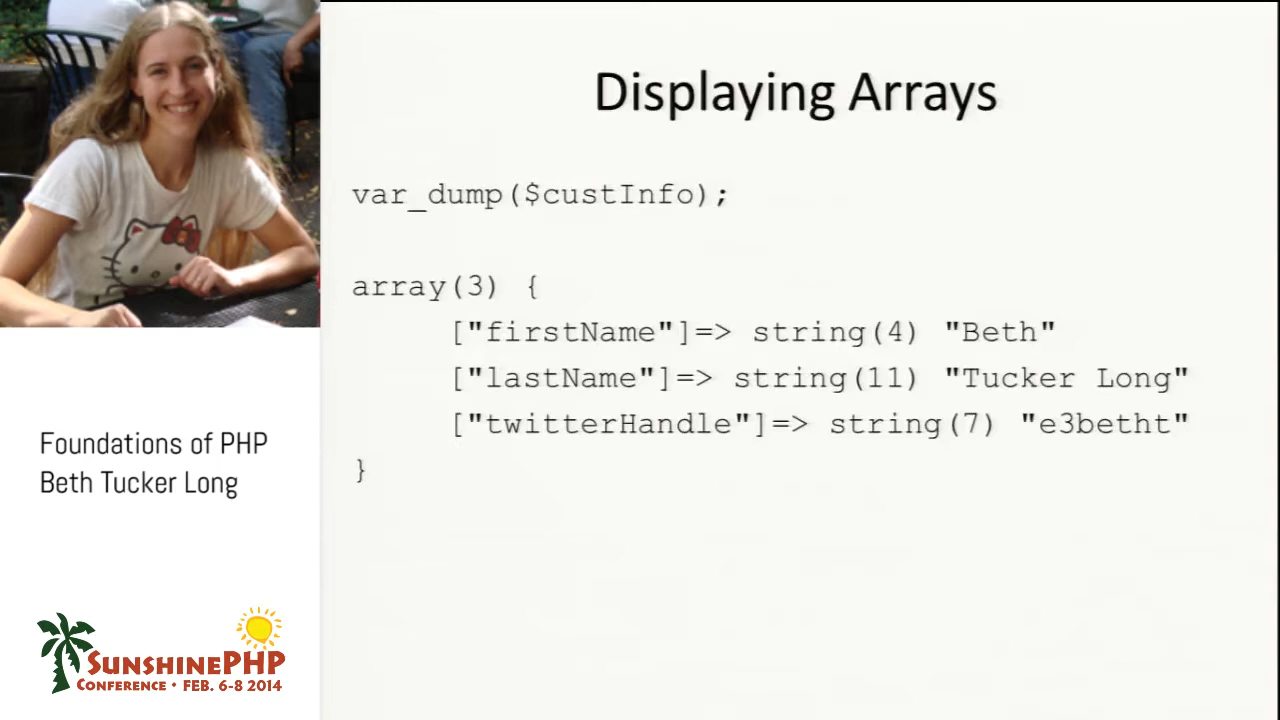 Displaying Arrays
var_dump($custInfo);
array(3) {
["firstName"]=> string(4) "Beth"
["lastName"]=> string(11) "Tucker Long"
["twitterHandle"]=> string(7) "e3betht"
}
Foundations of PHP
Beth Tucker Long
SUNSHINEPHP
CONFERENCE • FEB. 6-8 2014